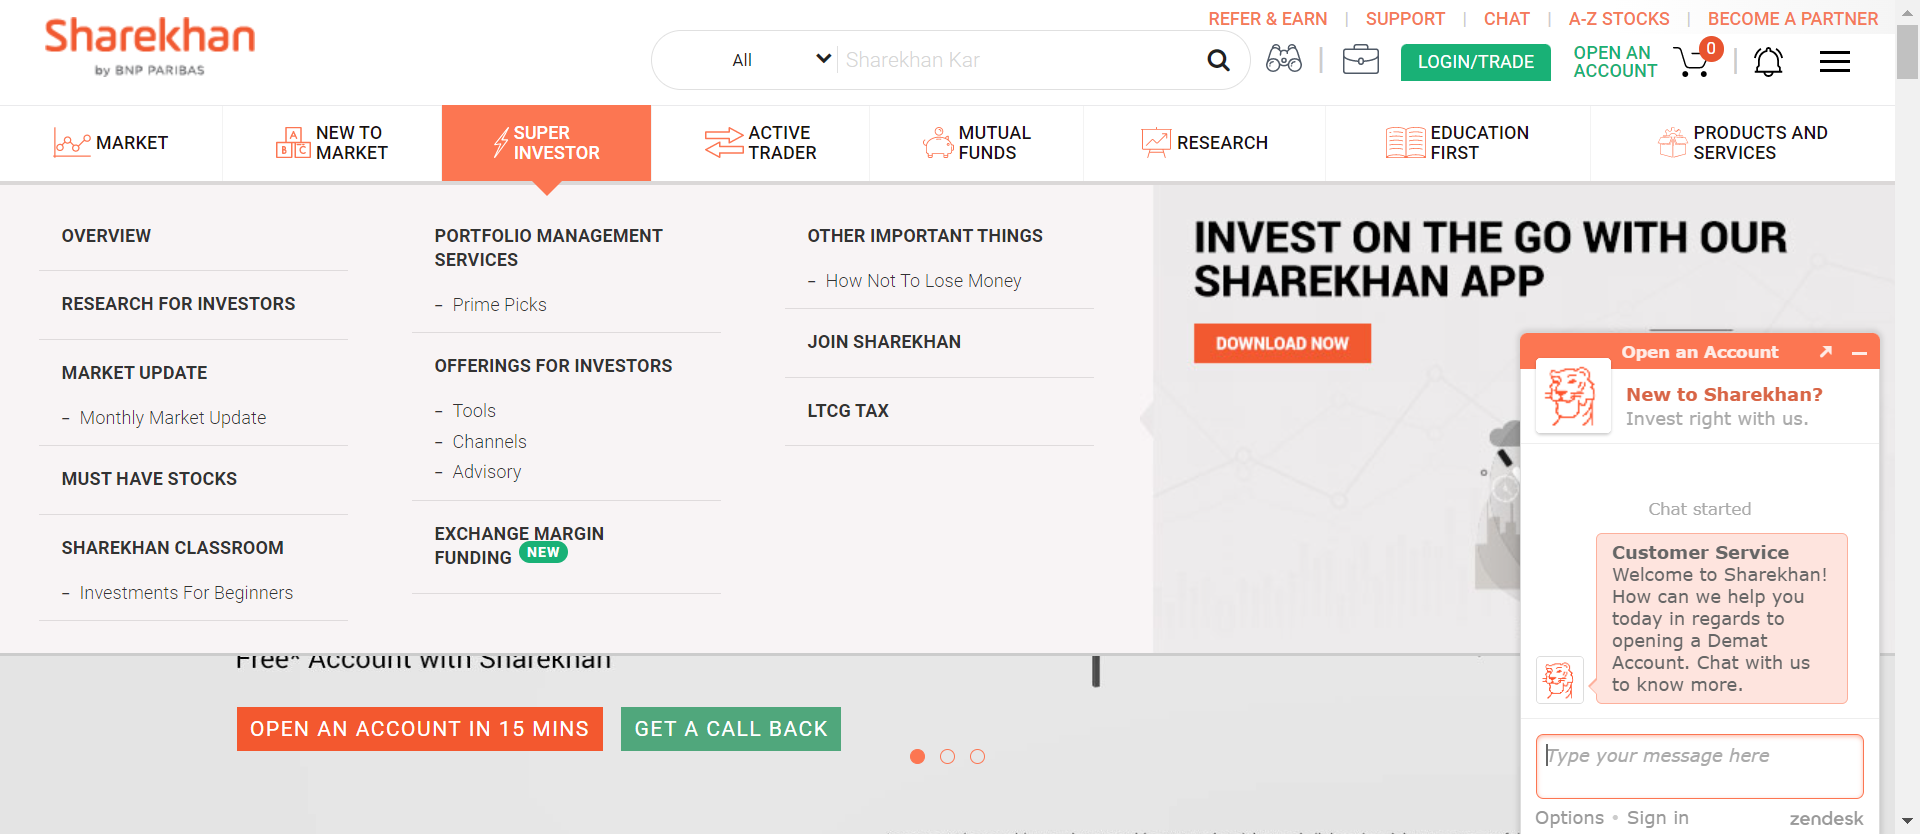 REFER & EARN | SUPPORT | CHAT | A-Z STOCKS | BECOME A PARTNER
Sharekhan
by BNP PARIBAS
All
Sharekhan Kar
LOGIN/TRADE
OPEN AN
ACCOUNT
0
MARKET
NEW TO
MARKET
SUPER
INVESTOR
ACTIVE
TRADER
MUTUAL
FUNDS
RESEARCH
EDUCATION
FIRST
PRODUCTS AND
SERVICES
OVERVIEW
RESEARCH FOR INVESTORS
MARKET UPDATE
– Monthly Market Update
MUST HAVE STOCKS
SHAREKHAN CLASSROOM
– Investments For Beginners
PORTFOLIO MANAGEMENT
SERVICES
– Prime Picks
OFFERINGS FOR INVESTORS
– Tools
– Channels
– Advisory
EXCHANGE MARGIN
FUNDING NEW
OTHER IMPORTANT THINGS
– How Not To Lose Money
JOIN SHAREKHAN
LTCG TAX
INVEST ON THE GO WITH OUR
SHAREKHAN APP
DOWNLOAD NOW
Free* Account with Sharekhan
OPEN AN ACCOUNT IN 15 MINS
GET A CALL BACK
Open an Account
New to Sharekhan?
Invest right with us.
Chat started
Customer Service
Welcome to Sharekhan!
How can we help you
today in regards to
opening a Demat
Account. Chat with us
to know more.
Type your message here
Options • Sign in
zendesk